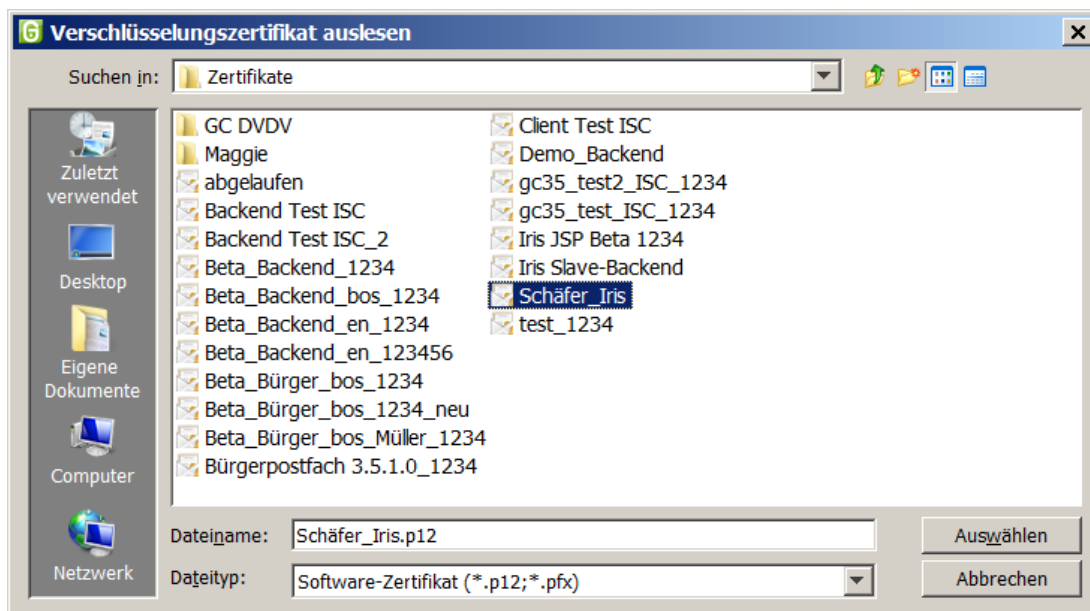 Verschlüsselungszertifikat auslesen
Suchen in:
Zertifikate
Zuletzt
verwendet
Desktop
Eigene
Dokumente
Computer
Netzwerk
GC DVDV
Maggie
abgelaufen
Backend Test ISC
Backend Test ISC_2
Beta_Backend_1234
Beta_Backend_bos_1234
Beta_Backend_en_1234
Beta_Backend_en_123456
Beta_Bürger_bos_1234
Beta_Bürger_bos_1234_neu
Beta_Bürger_bos_Müller_1234
Bürgerpostfach 3.5.1.0_1234
Client Test ISC
Demo_Backend
gc35_test2_ISC_1234
gc35_test_ISC_1234
Iris JSP Beta 1234
Iris Slave-Backend
Schäfer_Iris
test_1234
Dateiname:
Schäfer_Iris.p12
Auswählen
Dateityp:
Software-Zertifikat (*.p12;*.pfx)
Abbrechen